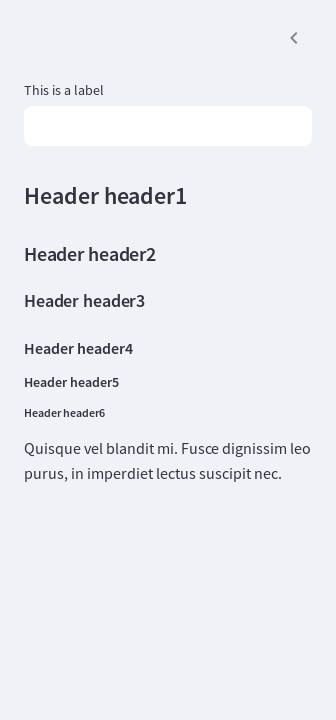 This is a label
Header header1
Header header2
Header header3
Header header4
Header header5
Header header6
Quisque vel blandit mi. Fusce dignissim leo
purus, in imperdiet lectus suscipit nec.